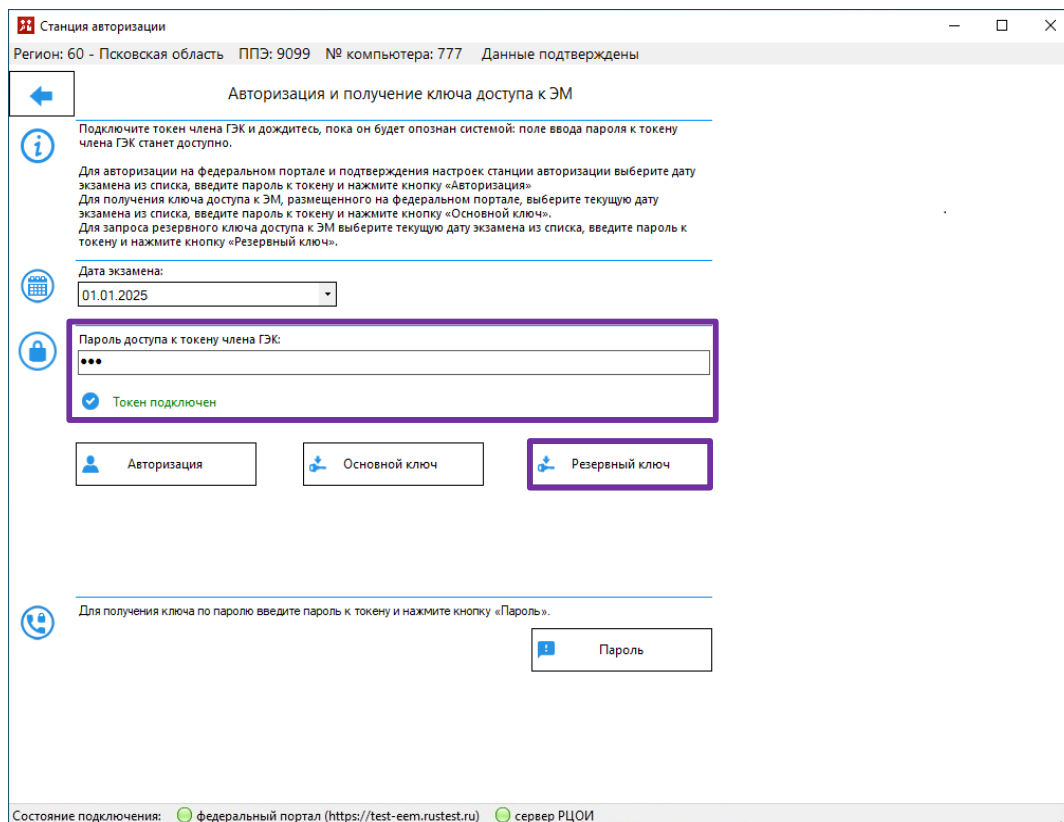 Станция авторизации
Регион: 60 - Псковская область ППЭ: 9099 № компьютера: 777 Данные подтверждены
Авторизация и получение ключа доступа к ЭМ
Подключите токен члена ГЭК и дождитесь, пока он будет опознан системой: поле ввода пароля к токену
члена ГЭК станет доступно.
Для авторизации на федеральном портале и подтверждения настроек станции авторизации выберите дату
экзамена из списка, введите пароль к токену и нажмите кнопку «Авторизация»
Для получения ключа доступа к ЭМ, размещенного на федеральном портале, выберите текущую дату
экзамена из списка, введите пароль к токену и нажмите кнопку «Основной ключ».
Для запроса резервного ключа доступа к ЭМ выберите текущую дату экзамена из списка, введите пароль к
токену и нажмите кнопку «Резервный ключ».
Дата экзамена:
01.01.2025
Пароль доступа к токену члена ГЭК:
•••
Токен подключен
Авторизация Основной ключ Резервный ключ
Для получения ключа по паролю введите пароль к токену и нажмите кнопку «Пароль».
Пароль
Состояние подключения: федеральный портал (https://test-eem.rustest.ru) сервер РЦОИ